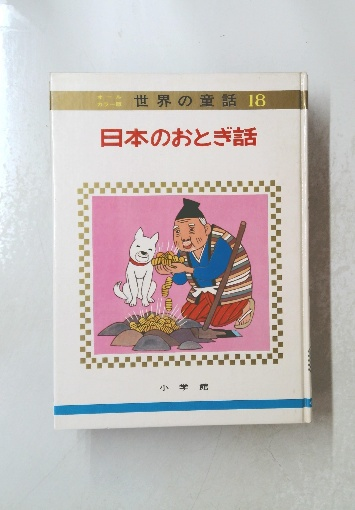 オール
カラー版
世界の童話 18
日本のおとぎ話
小学館